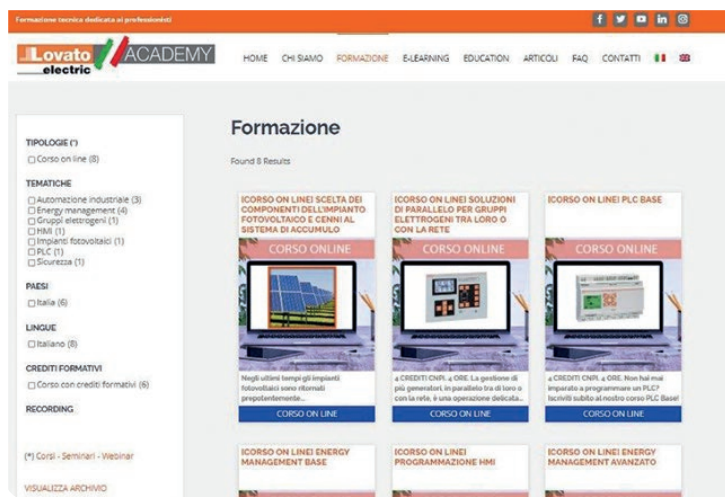 Formazione tecnica dedicata ai professionisti
Lovato electric ACADEMY
HOME CHI SIAMO FORMAZIONE E-LEARNING EDUCATION ARTICOLI FAQ CONTATTI
TIPOLOGIE (*)
Corso on line (8)
TEMATICHE
Automazione industriale (3)
Energy management (4)
Gruppi elettrogeni (1)
HMI (1)
Impianti fotovoltaici (1)
PLC (1)
Sicurezza (1)
PAESI
Italia (6)
LINGUE
Italiano (8)
CREDITI FORMATIVI
Corso con crediti formativi (6)
RECORDING
(*) Corsi - Seminari - Webinar
VISUALIZZA ARCHIVIO
Formazione
Found 8 Results
[CORSO ON LINE] SCELTA DEI
COMPONENTI DELL'IMPIANTO
FOTOVOLTAICO E CENNI AL
SISTEMA DI ACCUMULO
CORSO ONLINE
Negli ultimi tempi gli impianti
fotovoltaici sono ritornati
prepotentemente...
CORSO ON LINE
[CORSO ON LINE] SOLUZIONI
DI PARALLELO PER GRUPPI
ELETTROGENI TRA LORO O
CON LA RETE
CORSO ONLINE
4 CREDITI CNPI. 4 ORE. La gestione di
più generatori, in parallelo tra di loro o
con la rete, è una operazione delicata...
CORSO ON LINE
[CORSO ON LINE] PLC BASE
CORSO ONLINE
4 CREDITI CNPI. 4 ORE. Non hai mai
imparato a programmare un PLC?
Iscriviti subito al nostro corso PLC Base!
CORSO ON LINE
[CORSO ON LINE] ENERGY
MANAGEMENT BASE
[CORSO ON LINE]
PROGRAMMAZIONE HMI
[CORSO ON LINE] ENERGY
MANAGEMENT AVANZATO